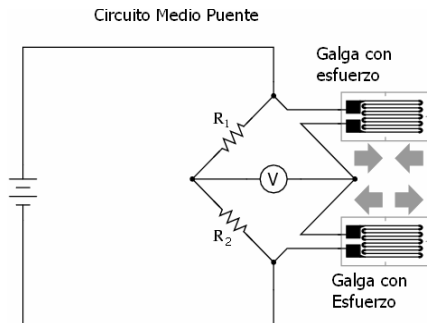 Circuito Medio Puente
Galga con
esfuerzo
R1
V
R2
Galga con
Esfuerzo